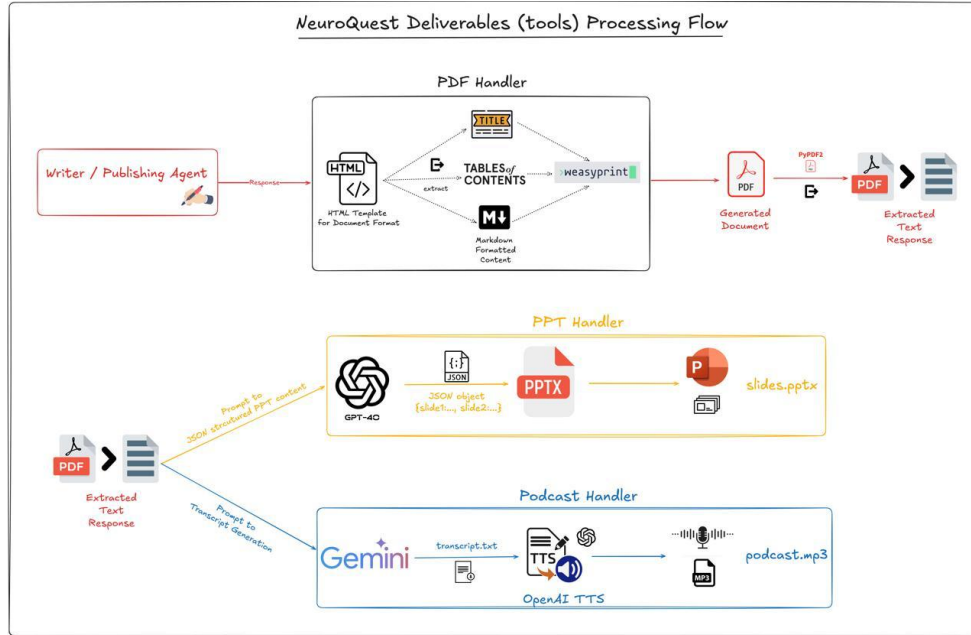 NeuroQuest Deliverables (tools) Processing Flow
PDF Handler
Writer / Publishing Agent
Response
HTML
</>
HTML Template
for Document Format
extract
TITLE
TABLES of
CONTENTS
M
Markdown
Formatted
Content
>weasyprint
PDF
Generated
Document
PyPDF2
PDF
Extracted
Text
Response
PPT Handler
Prompt to
JSON strcutured PPT content
GPT-4O
{;}
JSON
JSON object
{slide1:..., slide2:...}
PPTX
P
slides.pptx
PDF
Extracted
Text
Response
Prompt to
Transcript Generation
Podcast Handler
Gemini
transcript.txt
TTS
OpenAI TTS
MP3
podcast.mp3